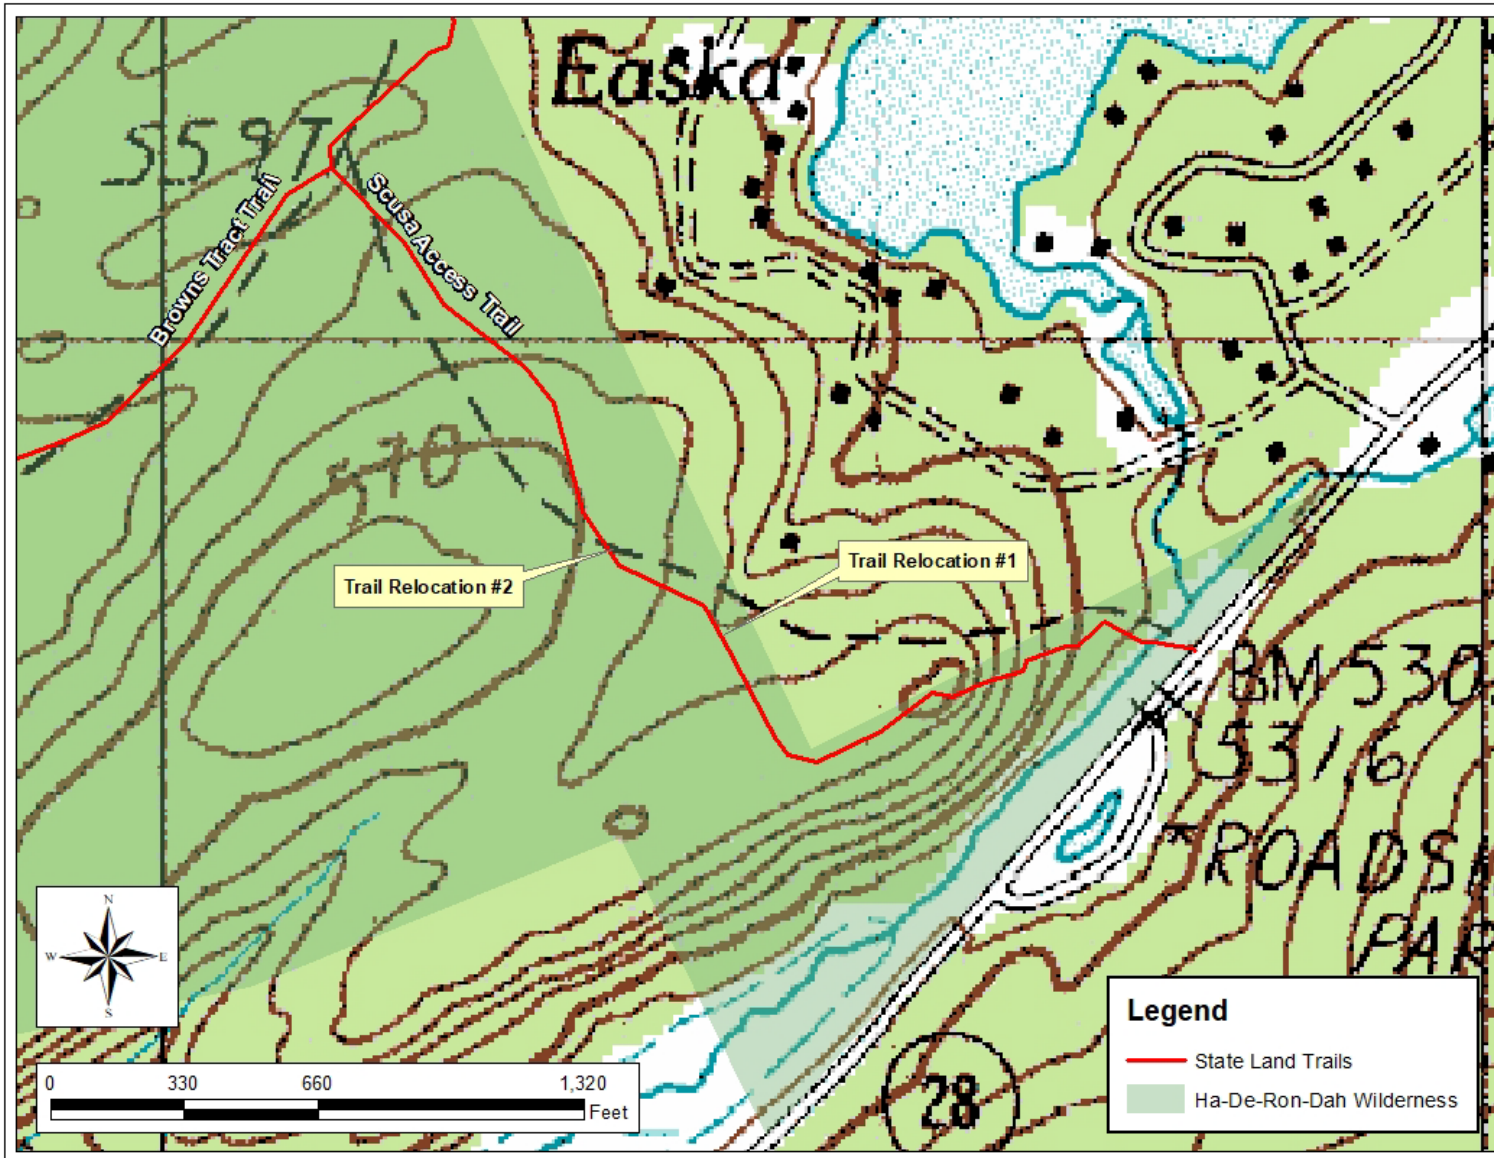 Easka
5597
Browns Tract Trail
Scusa Access Trail
570
Trail Relocation #1
Trail Relocation #2
BM 530
5316
ROADSI
PAR
28
N
W E
S
0 330 660 1,320
Feet
Legend
State Land Trails
Ha-De-Ron-Dah Wilderness